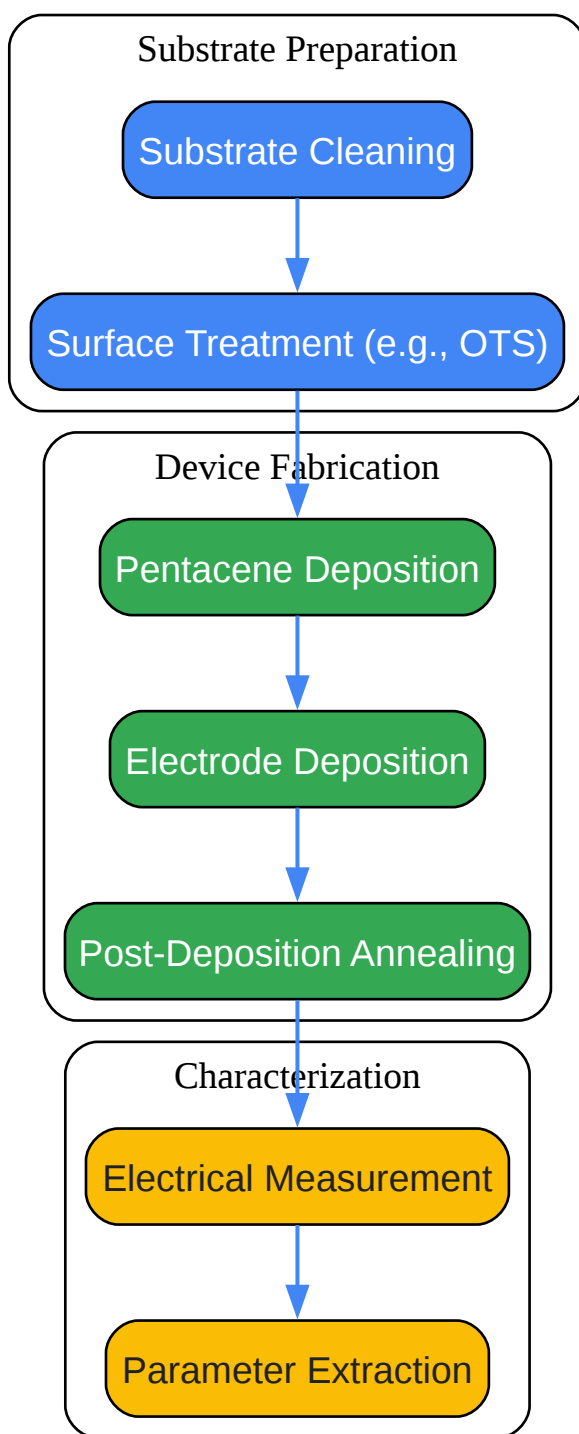 Substrate Preparation
Substrate Cleaning
Surface Treatment (e.g., OTS)
Device Fabrication
Pentacene Deposition
Electrode Deposition
Post-Deposition Annealing
Characterization
Electrical Measurement
Parameter Extraction